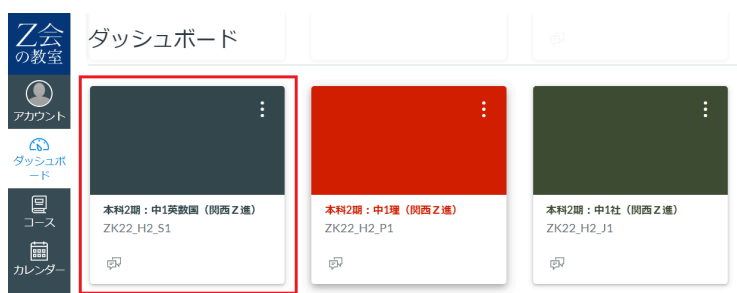 Z会
の教室
ダッシュボード
アカウント
ダッシュボ
ード
コース
カレンダー
本科2期：中1英数国（関西Ｚ進）
ZK22_H2_S1
本科2期：中1理（関西Ｚ進）
ZK22_H2_P1
本科2期：中1社（関西Ｚ進）
ZK22_H2_J1